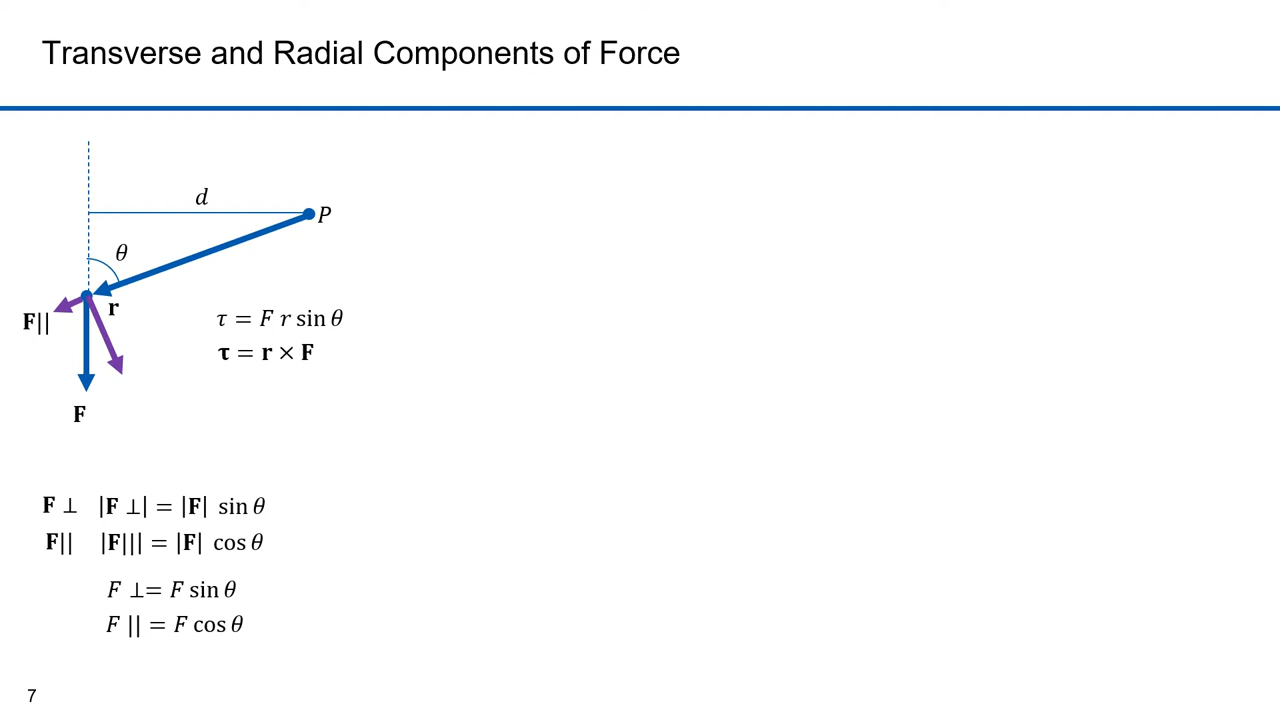 Transverse and Radial Components of Force
d
P
θ
r
F||
τ = F r sin θ
τ = r × F
F
F ⊥ |F ⊥| = |F| sin θ
F|| |F||| = |F| cos θ
F ⊥= F sin θ
F || = F cos θ
7